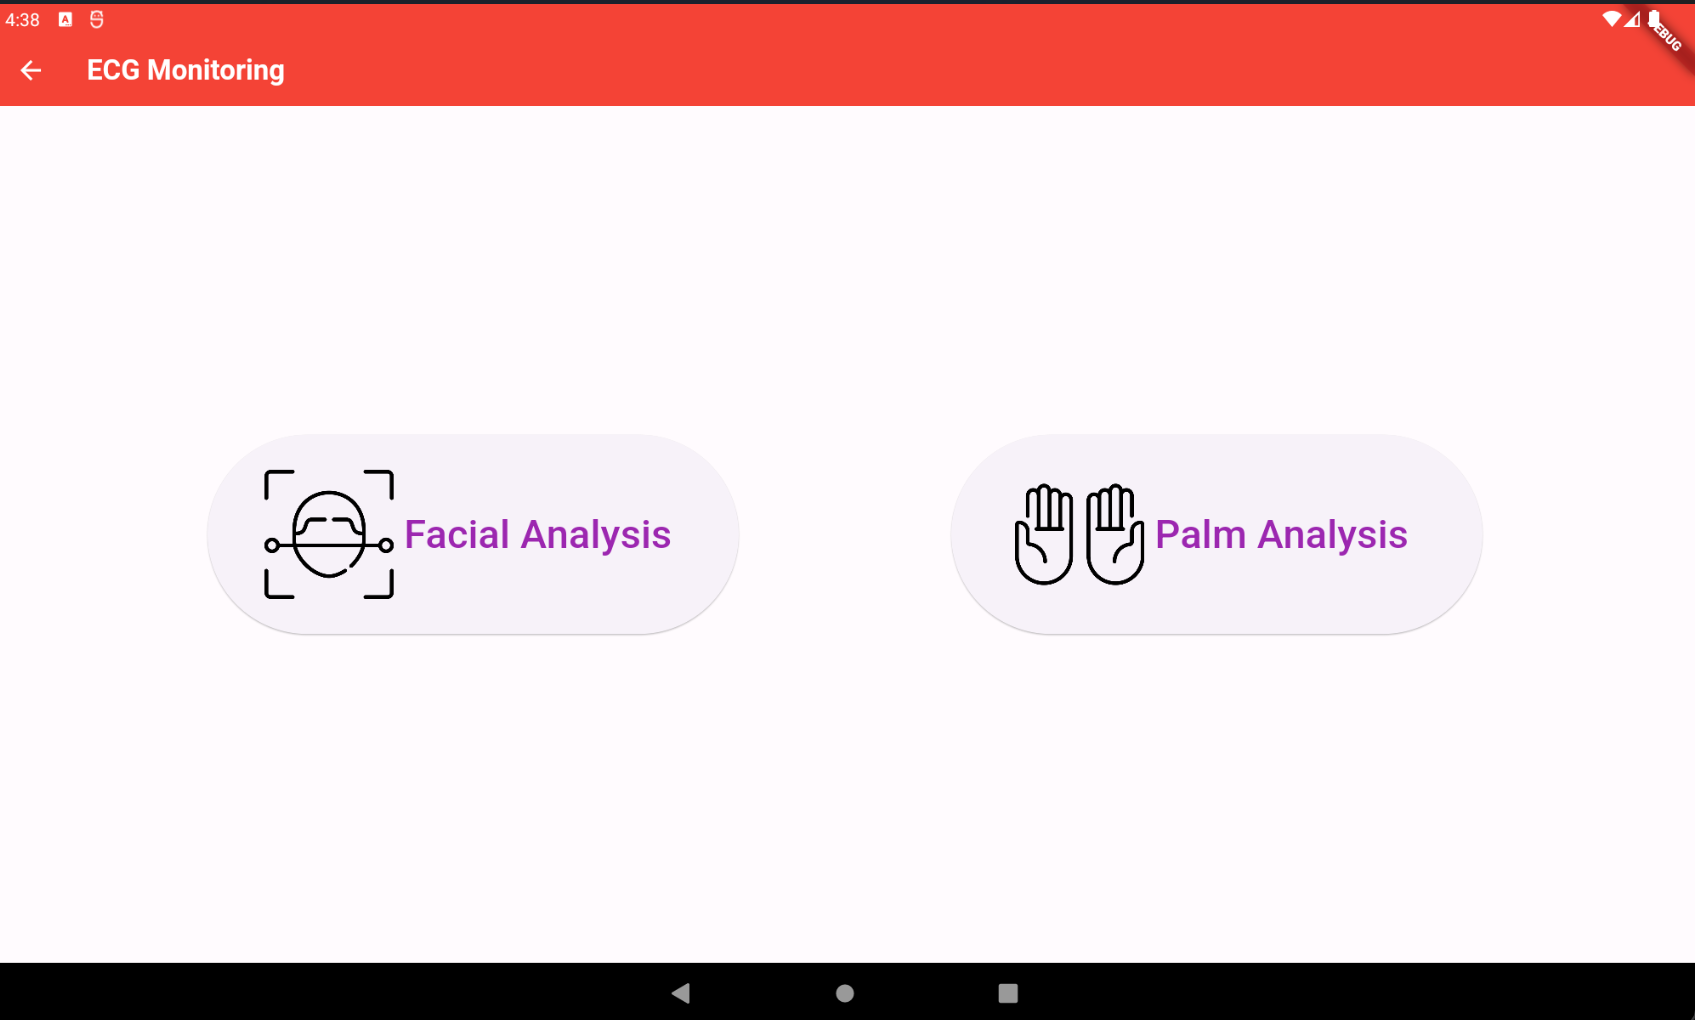 4:38
A
DEBUG
ECG Monitoring
Facial Analysis
Palm Analysis